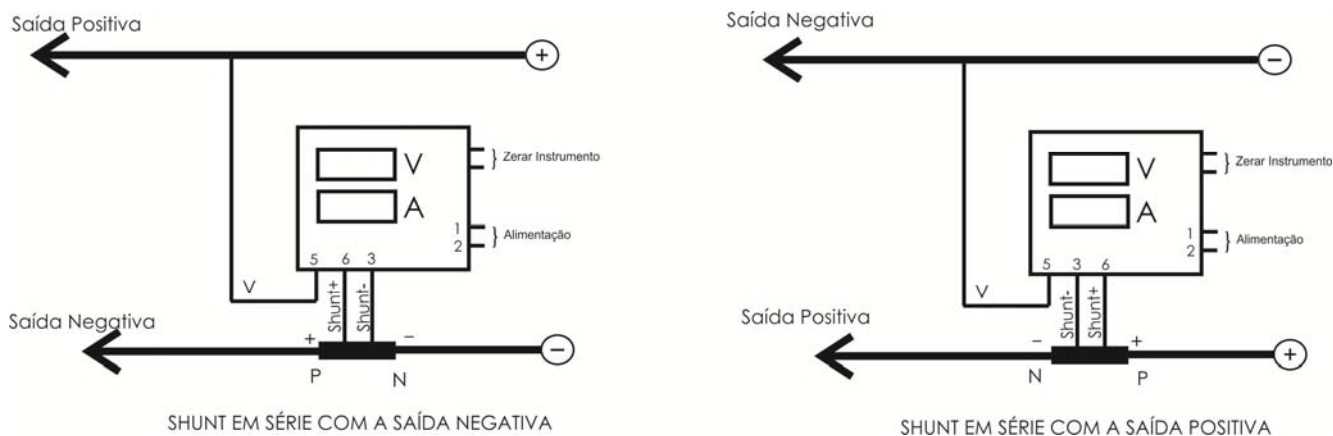 Saída Positiva
+
V
A
Zerar Instrumento
1
2
Alimentação
5 6 3
V
Shunt+
Shunt-
Saída Negativa
+ –
–
P N
SHUNT EM SÉRIE COM A SAÍDA NEGATIVA
Saída Negativa
–
V
A
Zerar Instrumento
1
2
Alimentação
5 3 6
V
Shunt-
Shunt+
Saída Positiva
– +
+
N P
SHUNT EM SÉRIE COM A SAÍDA POSITIVA